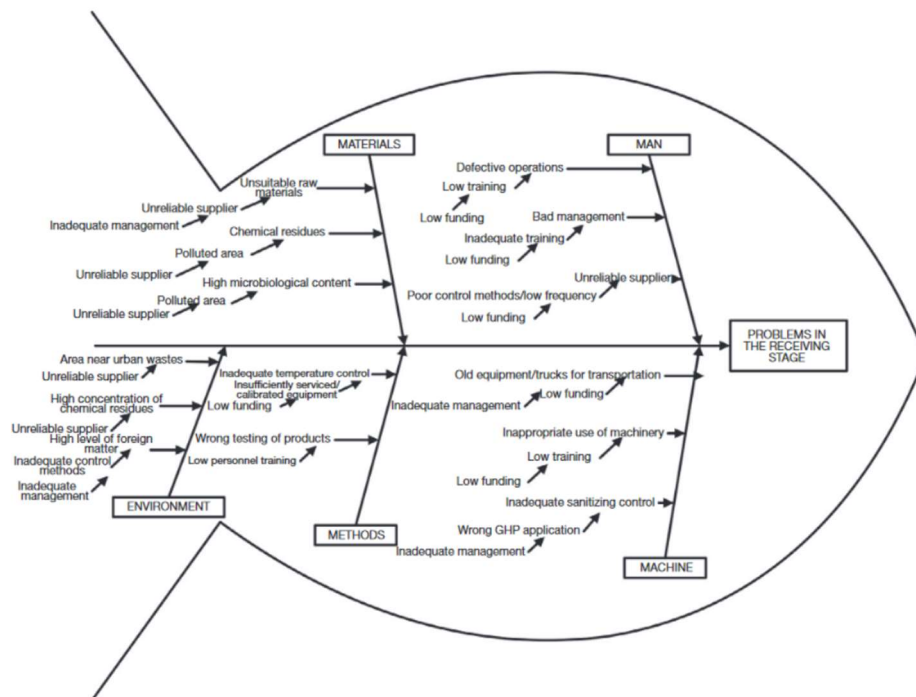 MATERIALS
MAN
Defective operations
Unsuitable raw
materials
Low training
Unreliable supplier
Inadequate management
Low funding
Bad management
Chemical residues
Inadequate training
Polluted area
Low funding
Unreliable supplier
High microbiological content
Unreliable supplier
Polluted area
Poor control methods/low frequency
Unreliable supplier
Low funding
PROBLEMS IN
THE RECEIVING
STAGE
Area near urban wastes
Unreliable supplier
Inadequate temperature control
Insufficiently serviced/
calibrated equipment
Low funding
Old equipment/trucks for transportation
Low funding
Inadequate management
High concentration of
chemical residues
Unreliable supplier
High level of foreign
matter
Inadequate control
methods
Inadequate
management
Wrong testing of products
Low personnel training
Inappropriate use of machinery
Low training
Low funding
Inadequate sanitizing control
Wrong GHP application
Inadequate management
ENVIRONMENT
METHODS
MACHINE